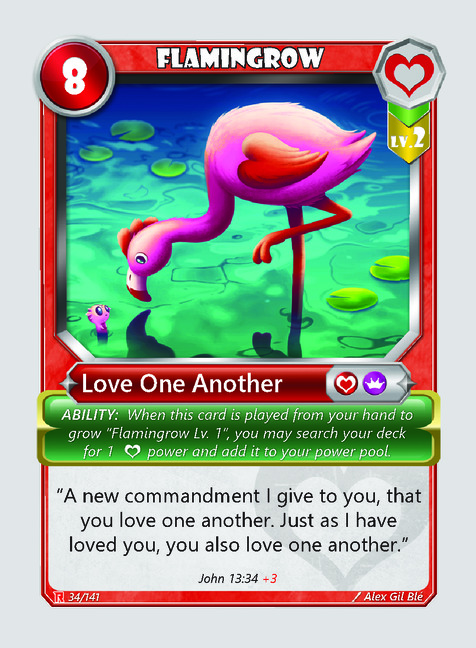 FLAMINGROW
8
LV.2
Love One Another
ABILITY: When this card is played from your hand to
grow "Flamingrow Lv. 1", you may search your deck
for 1 power and add it to your power pool.
"A new commandment I give to you, that
you love one another. Just as I have
loved you, you also love one another."
John 13:34 +3
R 34/141
Alex Gil Blé